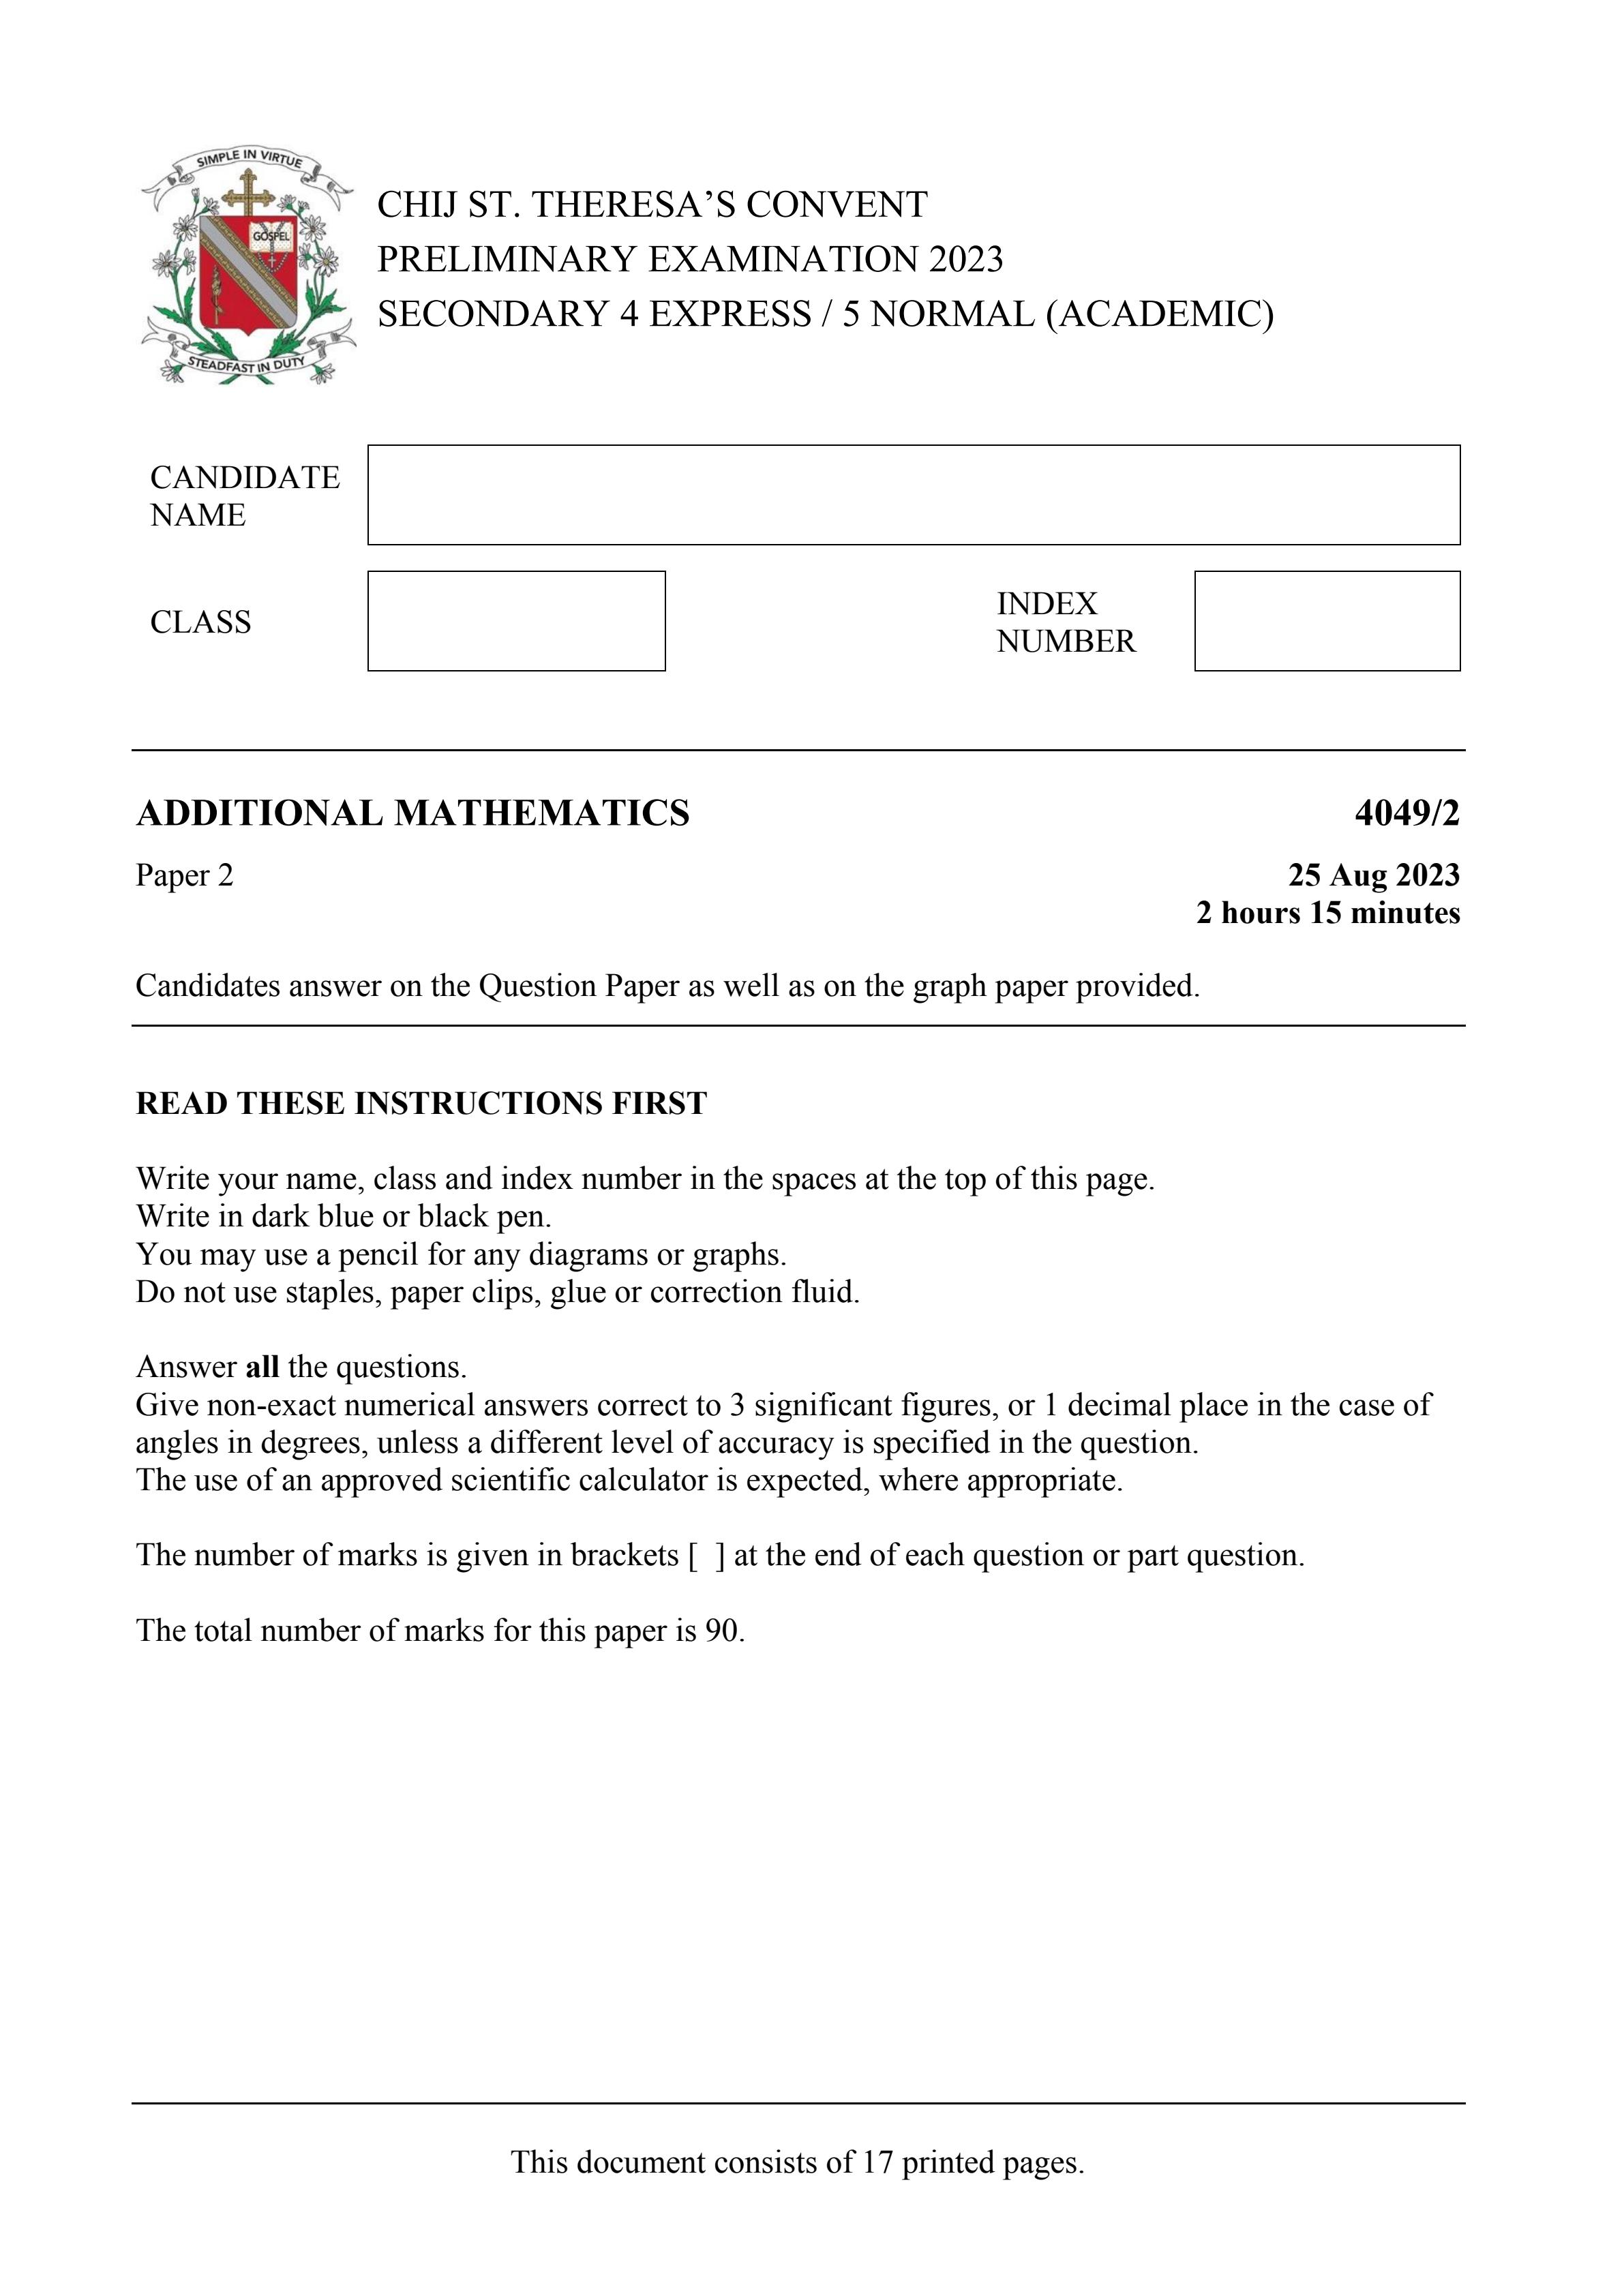 SIMPLE IN VIRTUE
GOSPEL
STEADFAST IN DUTY
CHIJ ST. THERESA’S CONVENT
PRELIMINARY EXAMINATION 2023
SECONDARY 4 EXPRESS / 5 NORMAL (ACADEMIC)
CANDIDATE
NAME
CLASS
INDEX
NUMBER
ADDITIONAL MATHEMATICS 4049/2
Paper 2 25 Aug 2023
2 hours 15 minutes
Candidates answer on the Question Paper as well as on the graph paper provided.
READ THESE INSTRUCTIONS FIRST
Write your name, class and index number in the spaces at the top of this page.
Write in dark blue or black pen.
You may use a pencil for any diagrams or graphs.
Do not use staples, paper clips, glue or correction fluid.
Answer all the questions.
Give non-exact numerical answers correct to 3 significant figures, or 1 decimal place in the case of
angles in degrees, unless a different level of accuracy is specified in the question.
The use of an approved scientific calculator is expected, where appropriate.
The number of marks is given in brackets [  ] at the end of each question or part question.
The total number of marks for this paper is 90.
This document consists of 17 printed pages.